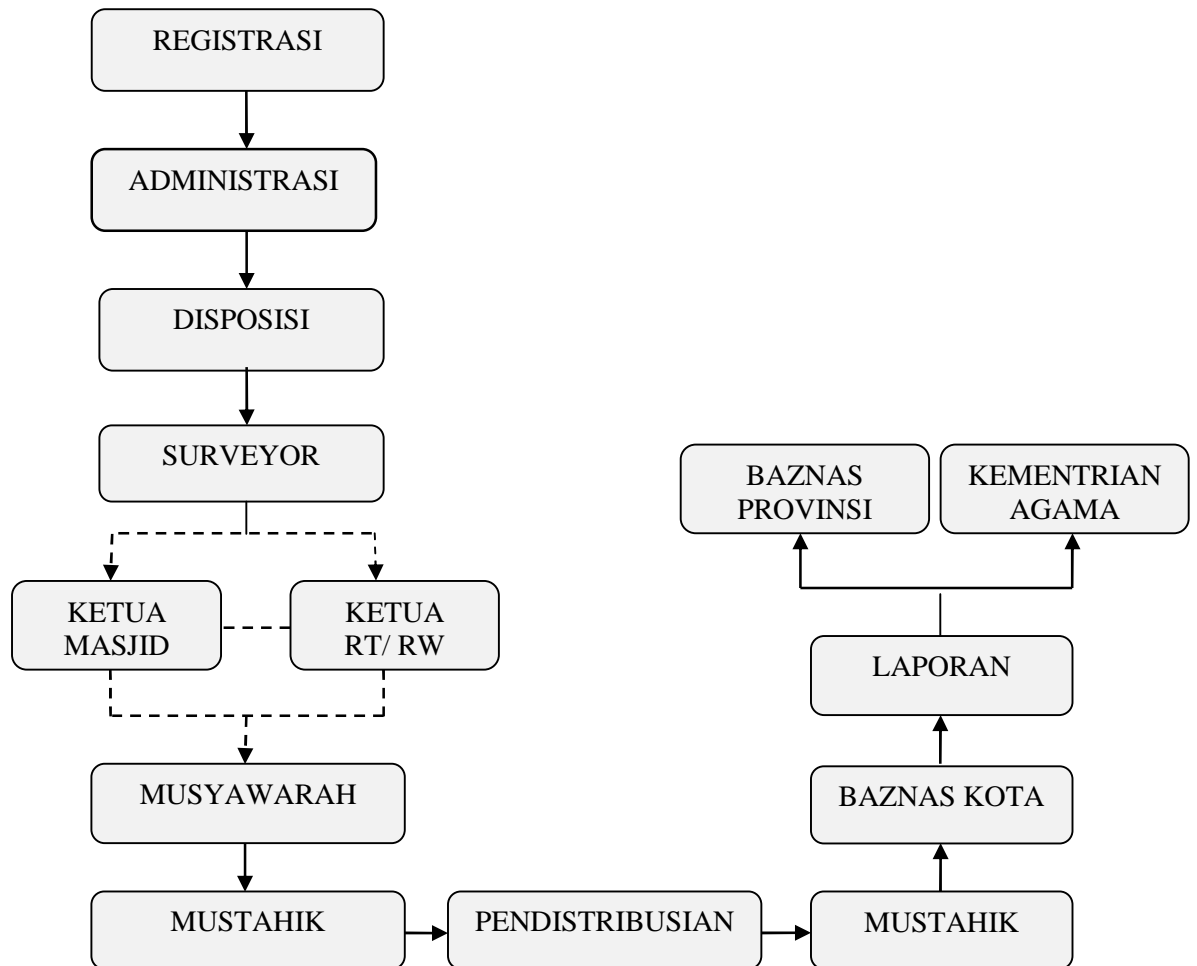 REGISTRASI
ADMINISTRASI
DISPOSISI
SURVEYOR
KETUA
MASJID
KETUA
RT/ RW
MUSYAWARAH
MUSTAHIK
PENDISTRIBUSIAN
MUSTAHIK
BAZNAS KOTA
LAPORAN
BAZNAS
PROVINSI
KEMENTRIAN
AGAMA